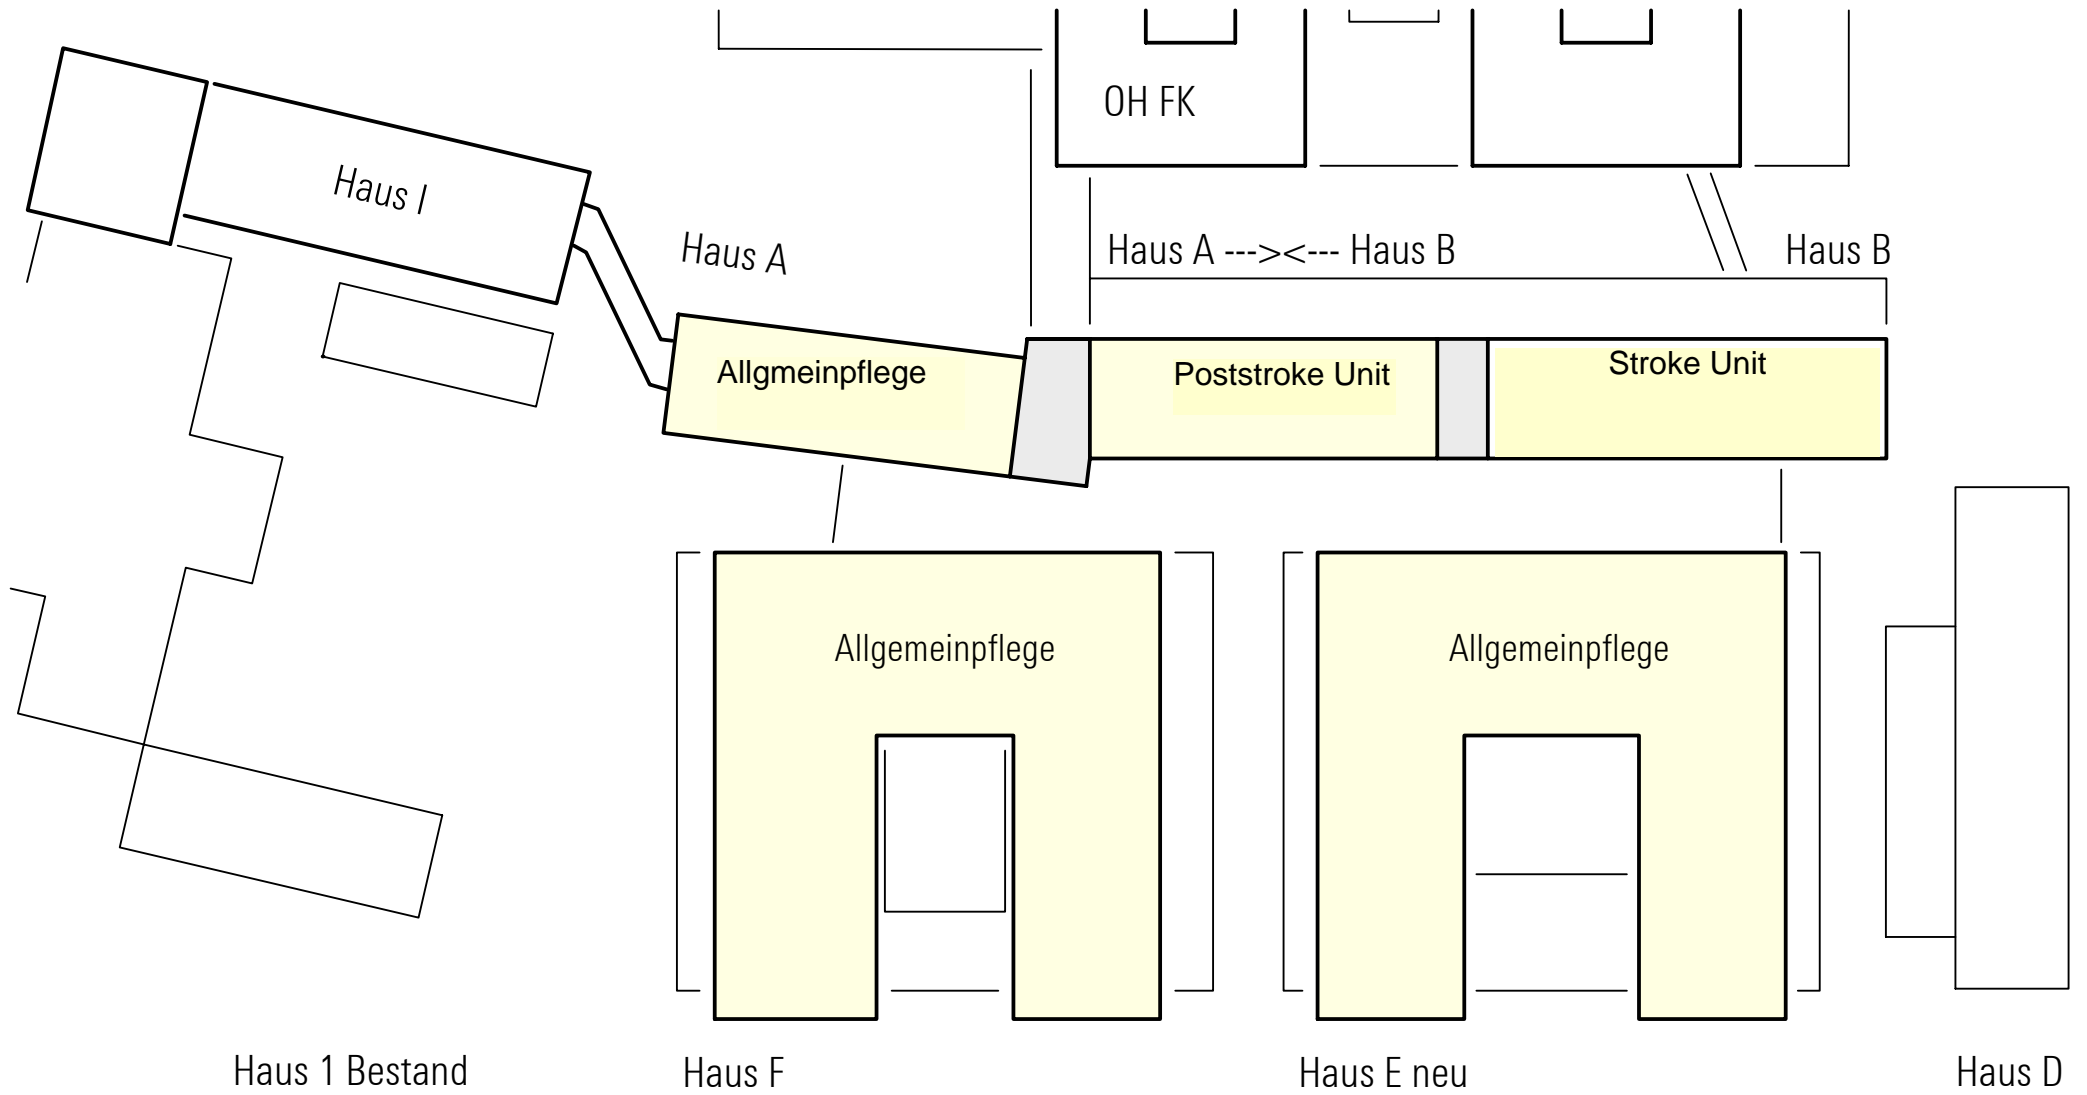 OH FK
Haus I
Haus A
Haus A ---><--- Haus B
Haus B
Allgmeinpflege
Poststroke Unit
Stroke Unit
Allgemeinpflege
Allgemeinpflege
Haus 1 Bestand
Haus F
Haus E neu
Haus D